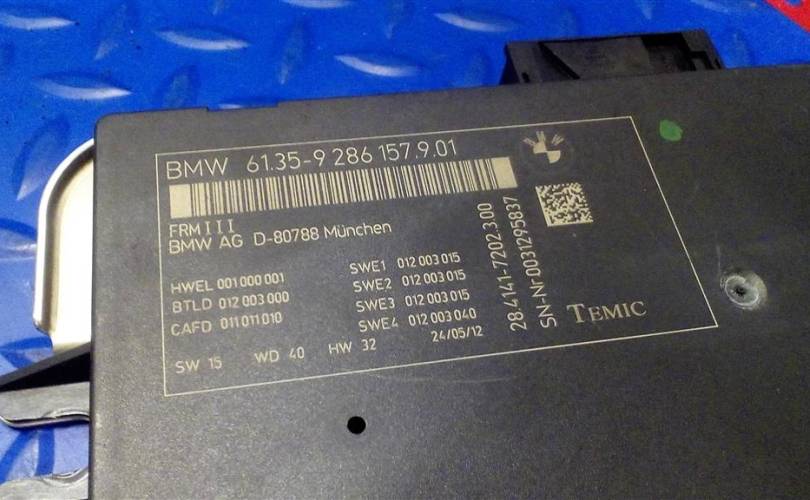 BMW 61.35-9 286 157.9.01
FRM III
BMW AG D-80788 München
HWEL 001 000 001
BTLD 012 003 000
CAFD 011 011 010
SWE1 012 003 015
SWE2 012 003 015
SWE3 012 003 015
SWE4 012 003 040
24/05/12
SW 15 WD 40 HW 32
28.4141-7202.3.00
SN-Nr 0031295837
TEMIC